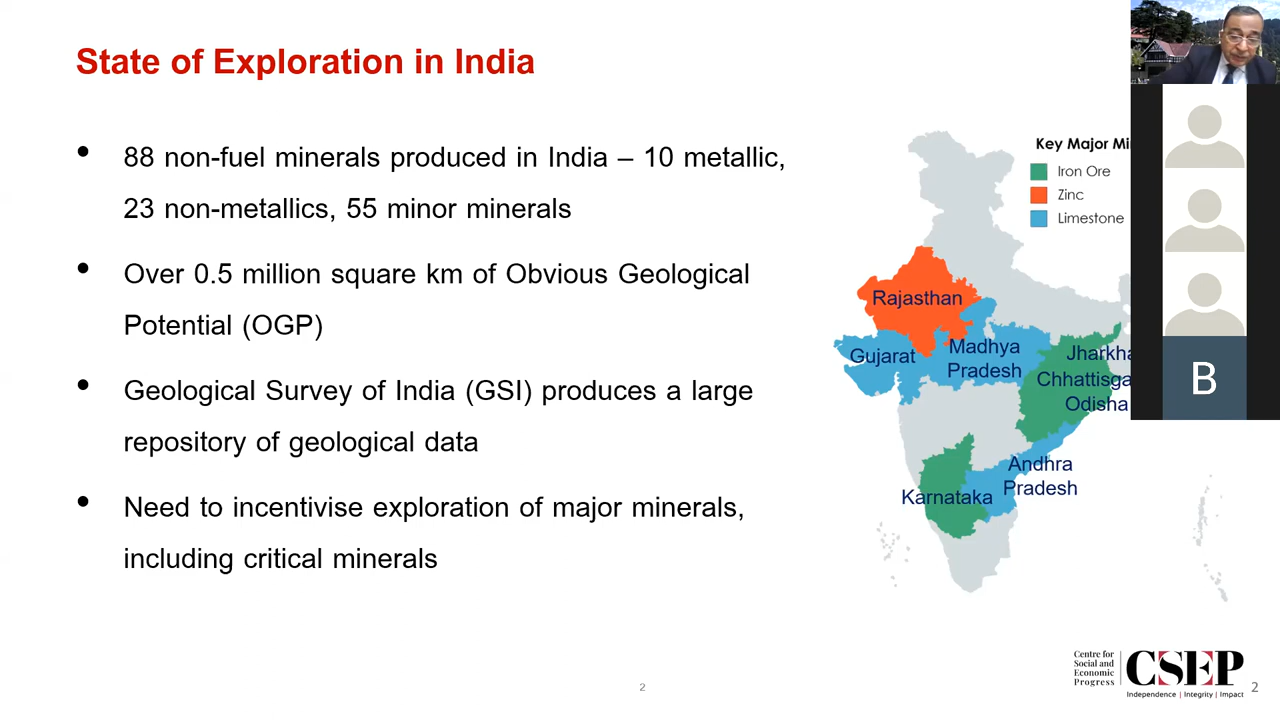 State of Exploration in India
• 88 non-fuel minerals produced in India – 10 metallic,
23 non-metallics, 55 minor minerals
• Over 0.5 million square km of Obvious Geological
Potential (OGP)
• Geological Survey of India (GSI) produces a large
repository of geological data
• Need to incentivise exploration of major minerals,
including critical minerals
Key Major
Iron Ore
Zinc
Limestone
Rajasthan
Gujarat
Madhya
Pradesh
Odisha
Andhra
Pradesh
Karnataka
B
2
Centre for
Social and
Economic
Progress
CSEP
Independence | Integrity | Impact
2